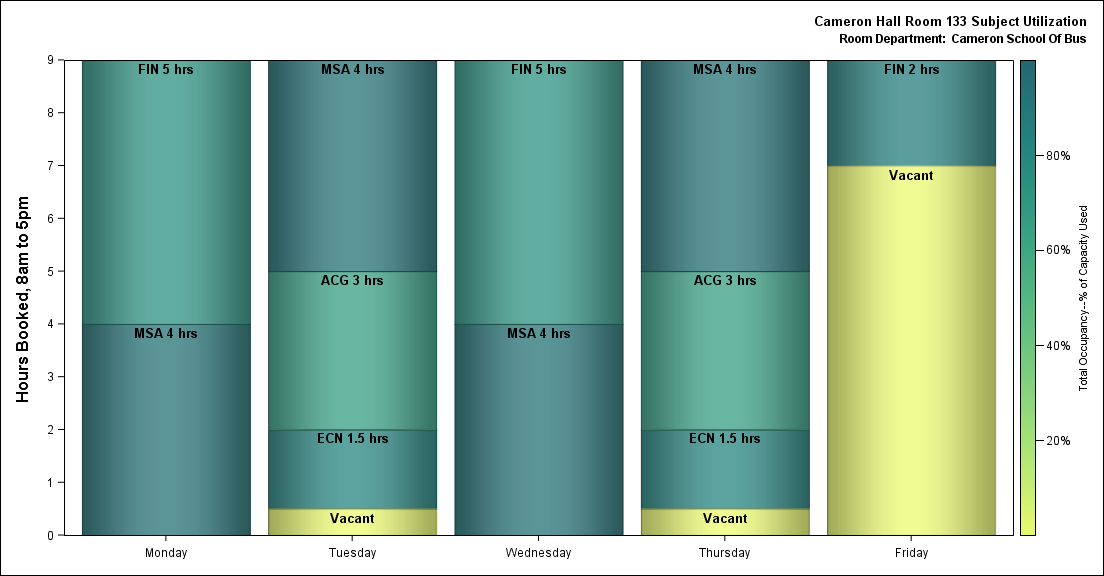 Cameron Hall Room 133 Subject Utilization
Room Department: Cameron School Of Bus
Hours Booked, 8am to 5pm
9
8
7
6
5
4
3
2
1
0
FIN 5 hrs
MSA 4 hrs
MSA 4 hrs
ACG 3 hrs
ECN 1.5 hrs
Vacant
FIN 5 hrs
MSA 4 hrs
MSA 4 hrs
ACG 3 hrs
ECN 1.5 hrs
Vacant
FIN 2 hrs
Vacant
Monday
Tuesday
Wednesday
Thursday
Friday
80%
60%
40%
20%
Total Occupancy--% of Capacity Used